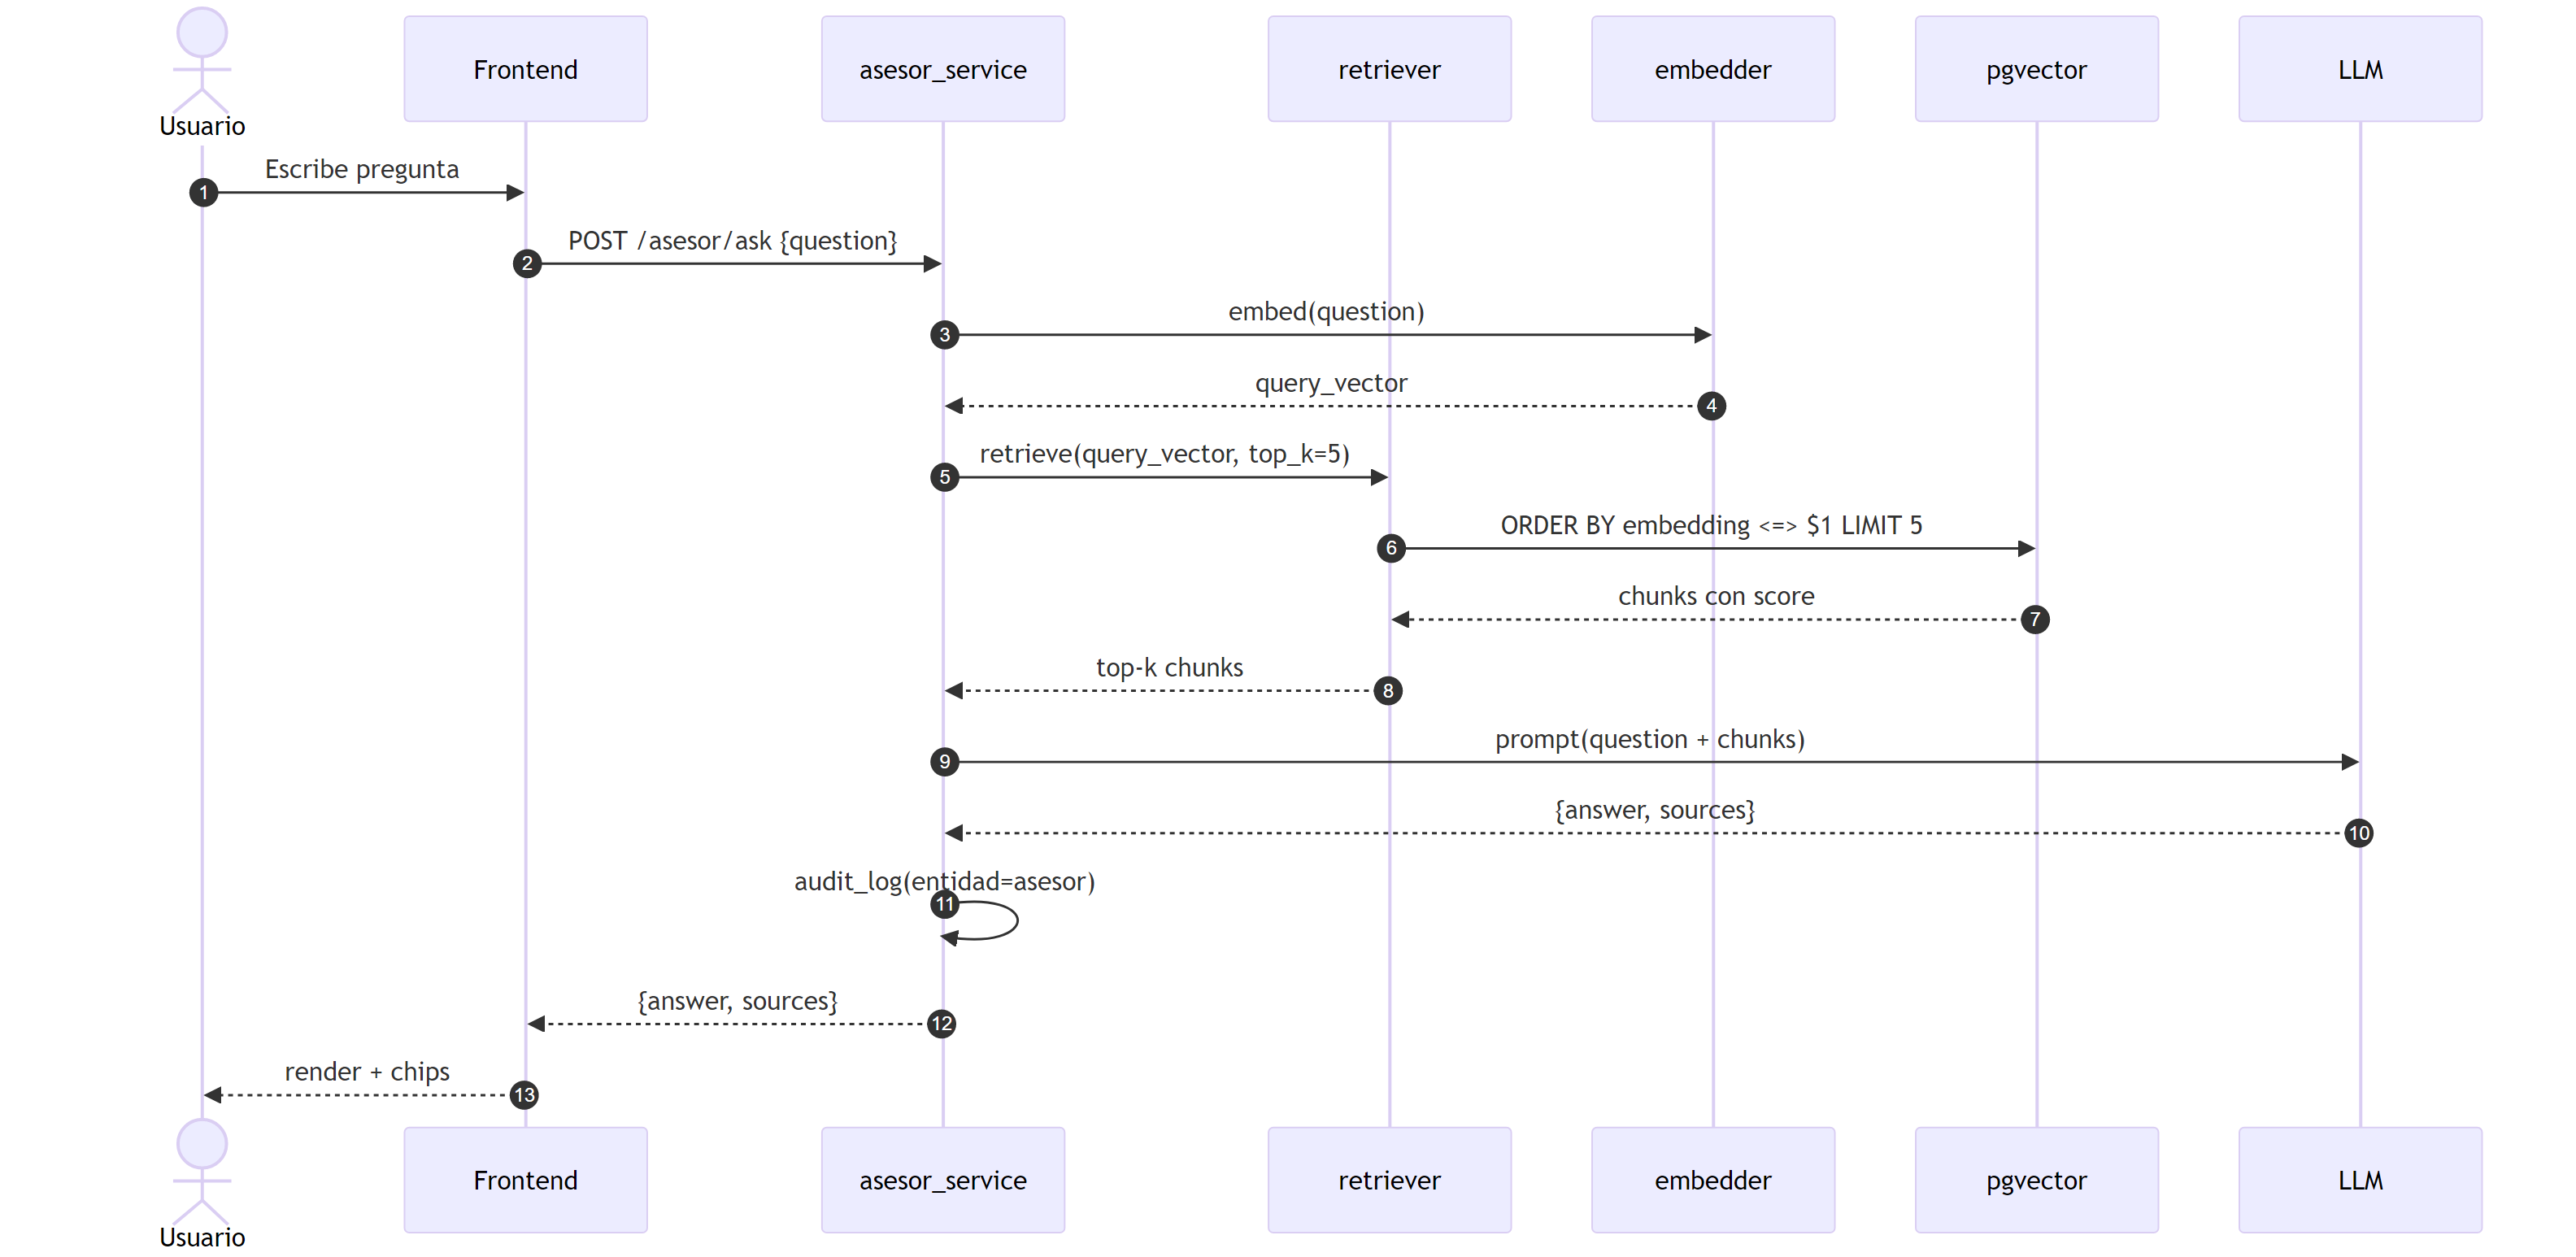 Usuario
Frontend
asesor_service
retriever
embedder
pgvector
LLM
Escribe pregunta
1
POST /asesor/ask {question}
2
embed(question)
3
query_vector
4
retrieve(query_vector, top_k=5)
5
ORDER BY embedding <=> $1 LIMIT 5
6
chunks con score
7
top-k chunks
8
prompt(question + chunks)
9
{answer, sources}
10
audit_log(entidad=asesor)
11
{answer, sources}
12
render + chips
13
Usuario
Frontend
asesor_service
retriever
embedder
pgvector
LLM